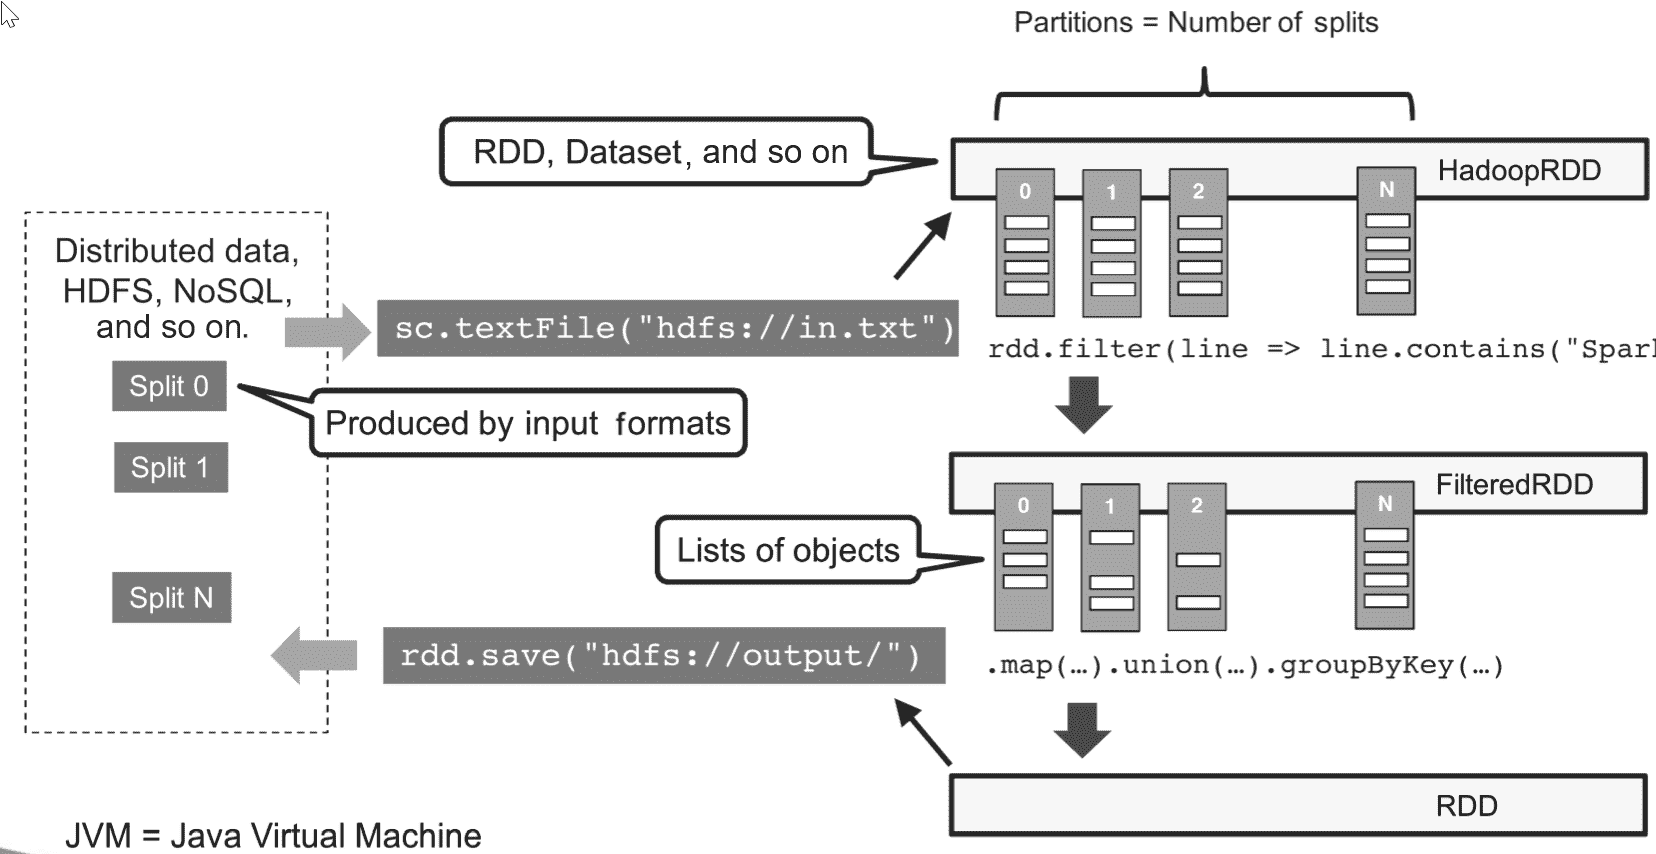 Partitions = Number of splits
RDD, Dataset, and so on
HadoopRDD
0
1
2
N
Distributed data,
HDFS, NoSQL,
and so on.
sc.textFile("hdfs://in.txt")
rdd.filter(line => line.contains("Spar
Split 0
Produced by input formats
Split 1
FilteredRDD
0
1
2
N
Lists of objects
Split N
rdd.save("hdfs://output/")
.map(…).union(…).groupByKey(…)
RDD
JVM = Java Virtual Machine